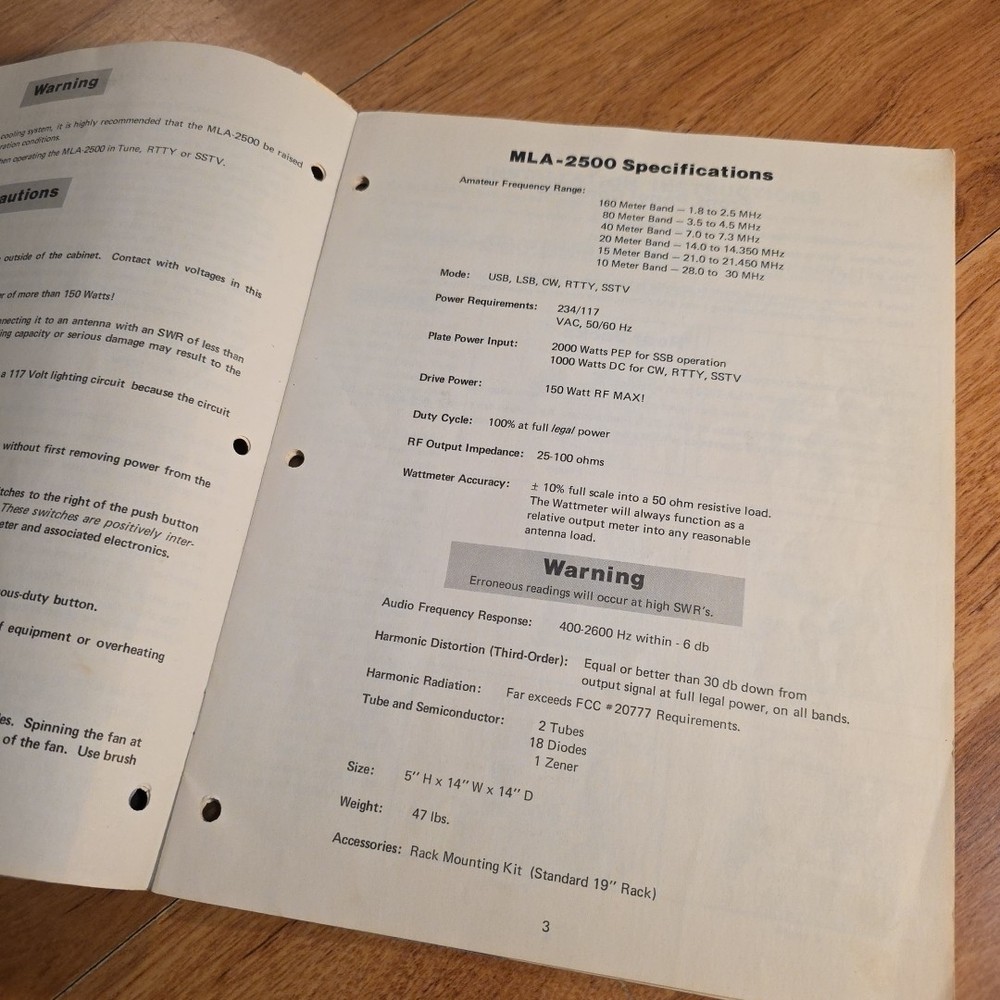 Warning
cooling system, it is highly recommended that the MLA-2500 be raised
ration conditions.
hen operating the MLA-2500 in Tune, RTTY or SSTV.
autions
outside of the cabinet. Contact with voltages in this
r of more than 150 Watts!
nnecting it to an antenna with an SWR of less than
ing capacity or serious damage may result to the
a 117 Volt lighting circuit because the circuit
without first removing power from the
itches to the right of the push button
These switches are positively inter-
eter and associated electronics.
ous-duty button.
f equipment or overheating
es. Spinning the fan at
of the fan. Use brush
MLA-2500 Specifications
Amateur Frequency Range:
160 Meter Band — 1.8 to 2.5 MHz
80 Meter Band — 3.5 to 4.5 MHz
40 Meter Band — 7.0 to 7.3 MHz
20 Meter Band — 14.0 to 14.350 MHz
15 Meter Band — 21.0 to 21.450 MHz
10 Meter Band — 28.0 to 30 MHz
Mode: USB, LSB, CW, RTTY, SSTV
Power Requirements: 234/117
VAC, 50/60 Hz
Plate Power Input: 2000 Watts PEP for SSB operation
1000 Watts DC for CW, RTTY, SSTV
Drive Power: 150 Watt RF MAX!
Duty Cycle: 100% at full legal power
RF Output Impedance: 25-100 ohms
Wattmeter Accuracy: ± 10% full scale into a 50 ohm resistive load.
The Wattmeter will always function as a
relative output meter into any reasonable
antenna load.
Warning
Erroneous readings will occur at high SWR's.
Audio Frequency Response: 400-2600 Hz within - 6 db
Harmonic Distortion (Third-Order): Equal or better than 30 db down from
output signal at full legal power, on all bands.
Harmonic Radiation: Far exceeds FCC #20777 Requirements.
Tube and Semiconductor: 2 Tubes
18 Diodes
1 Zener
Size: 5" H x 14" W x 14" D
Weight: 47 lbs.
Accessories: Rack Mounting Kit (Standard 19" Rack)
3